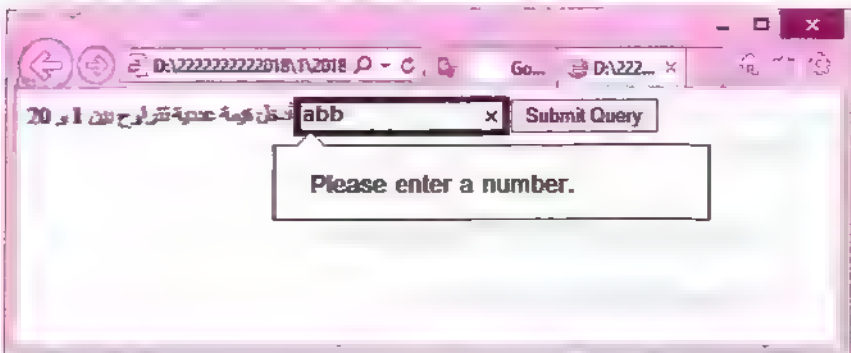 D:\2222222222018\1\2018 Go... D:\222...
أدخل قيمة عددية تتراوح بين 1 و 20 abb Submit Query
Please enter a number.